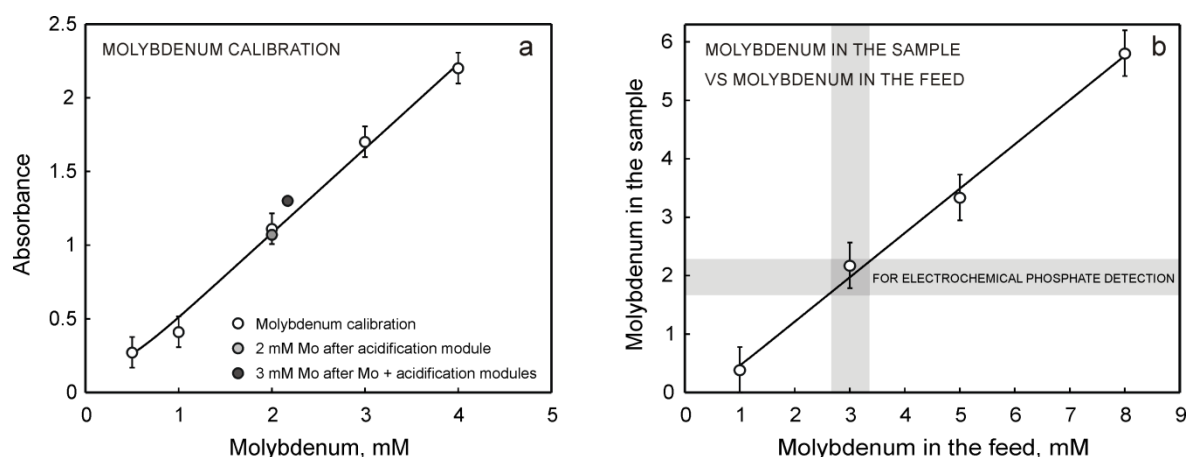 MOLYBDENUM CALIBRATION
a
2.5
2
1.5
1
0.5
0
Absorbance
Molybdenum calibration
2 mM Mo after acidification module
3 mM Mo after Mo + acidification modules
0 1 2 3 4 5
Molybdenum, mM
MOLYBDENUM IN THE SAMPLE
VS MOLYBDENUM IN THE FEED
b
6
5
4
3
2
1
0
Molybdenum in the sample
FOR ELECTROCHEMICAL PHOSPHATE DETECTION
0 1 2 3 4 5 6 7 8 9
Molybdenum in the feed, mM